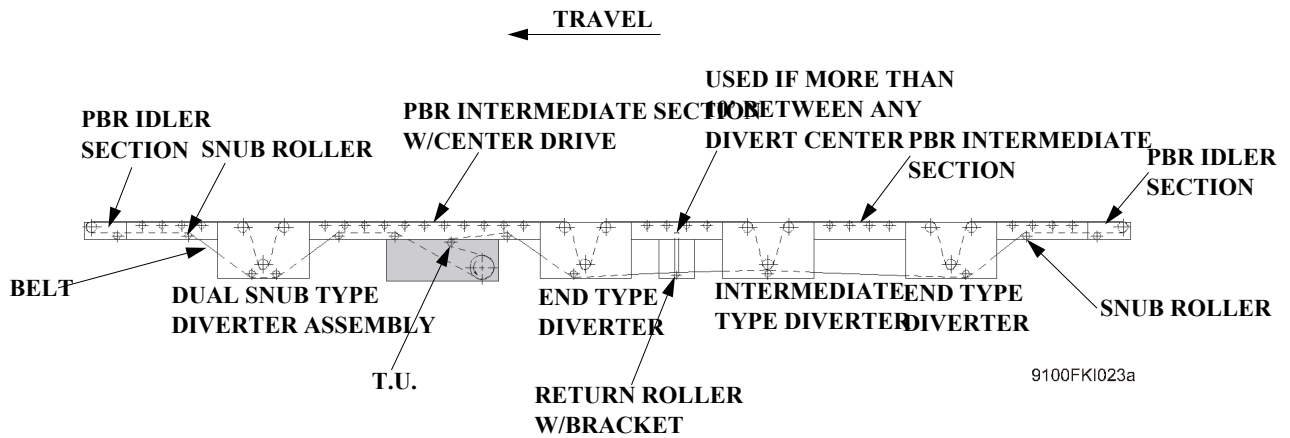 TRAVEL
USED IF MORE THAN
10' BETWEEN ANY
DIVERT CENTER
PBR INTERMEDIATE SECTION
W/CENTER DRIVE
PBR IDLER
SECTION
SNUB ROLLER
PBR INTERMEDIATE
SECTION
PBR IDLER
SECTION
BELT
DUAL SNUB TYPE
DIVERTER ASSEMBLY
END TYPE
DIVERTER
INTERMEDIATE
TYPE DIVERTER
END TYPE
DIVERTER
SNUB ROLLER
T.U.
RETURN ROLLER
W/BRACKET
9100FKI023a